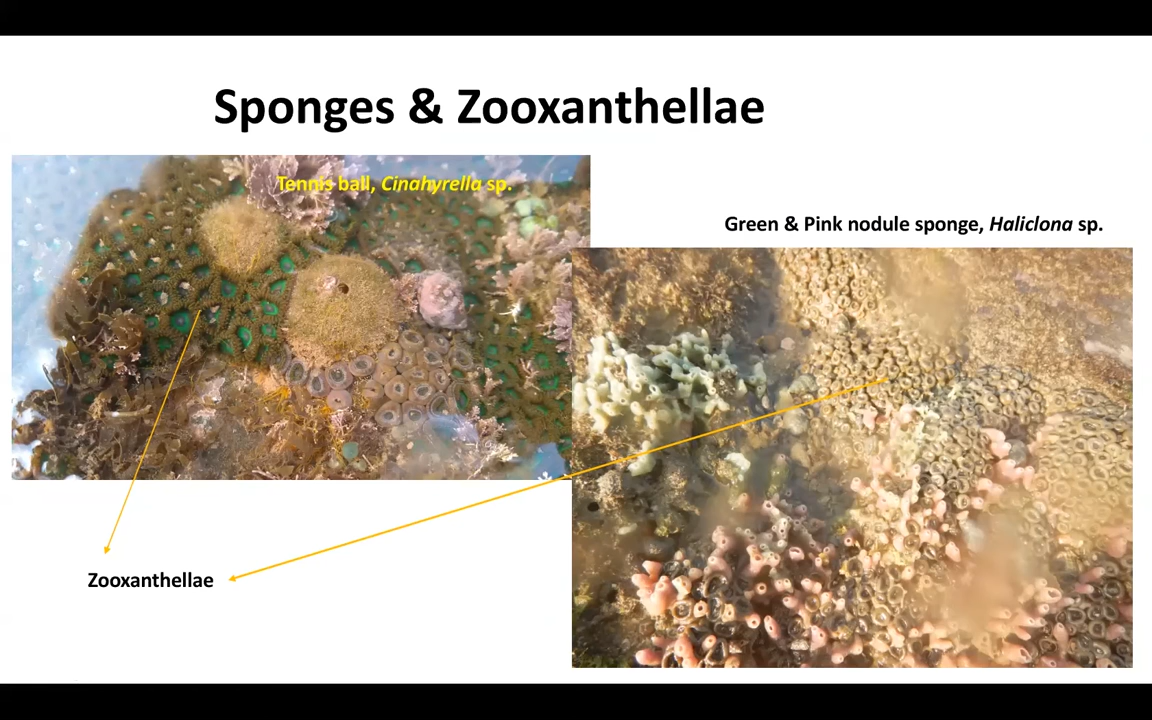 Sponges & Zooxanthellae
Tennis ball, Cinahyrella sp.
Green & Pink nodule sponge, Haliclona sp.
Zooxanthellae